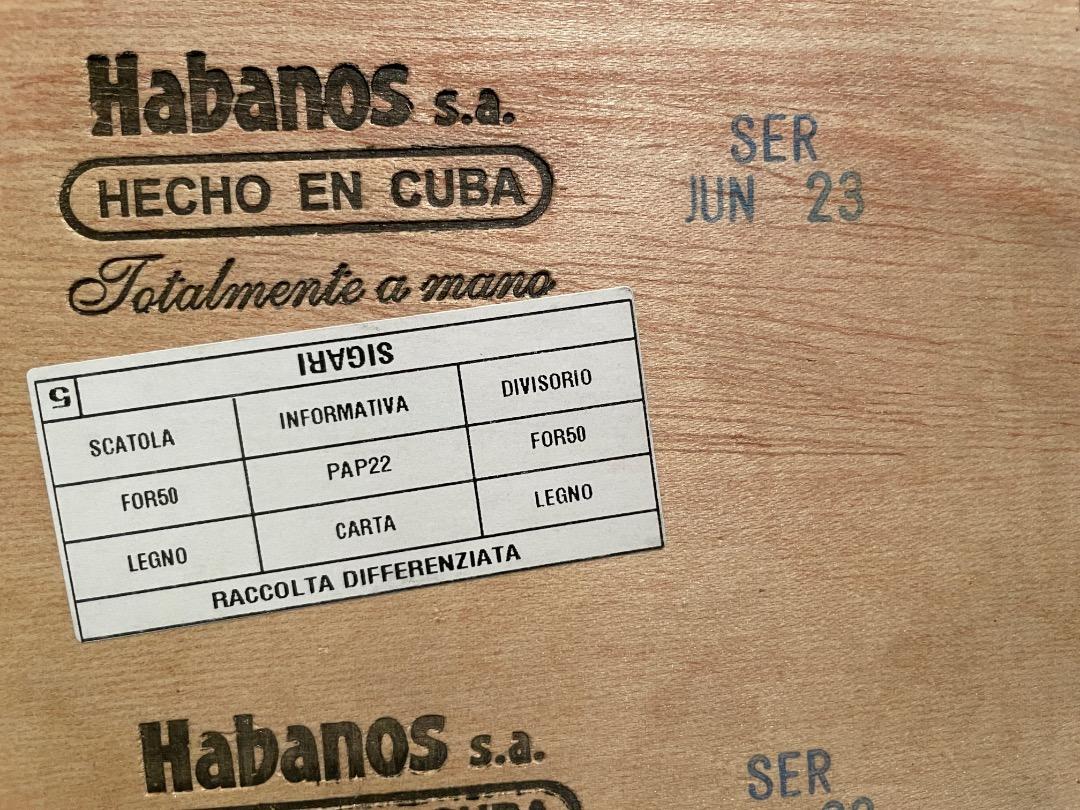 Habanos s.a.
HECHO EN CUBA
Totalmente a mano
SER
JUN 23
SIGARI
5
SCATOLA INFORMATIVA DIVISORIO
FOR50 PAP22 FOR50
LEGNO CARTA LEGNO
RACCOLTA DIFFERENZIATA
Habanos s.a.
SER